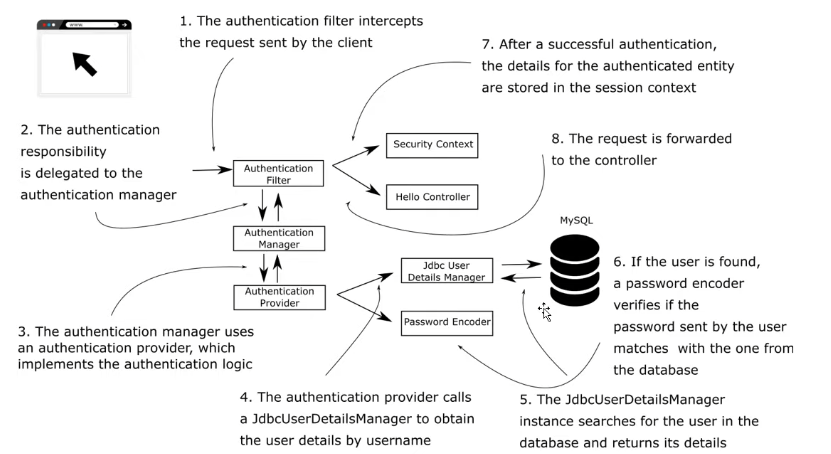 www.
1. The authentication filter intercepts
the request sent by the client
7. After a successful authentication,
the details for the authenticated entity
are stored in the session context
2. The authentication
responsibility
is delegated to the
authentication manager
8. The request is forwarded
to the controller
Security Context
Authentication
Filter
Hello Controller
MySQL
Authentication
Manager
Jdbc User
Details Manager
6. If the user is found,
a password encoder
verifies if the
password sent by the user
matches with the one from
the database
Authentication
Provider
Password Encoder
3. The authentication manager uses
an authentication provider, which
implements the authentication logic
4. The authentication provider calls
a JdbcUserDetailsManager to obtain
the user details by username
5. The JdbcUserDetailsManager
instance searches for the user in the
database and returns its details